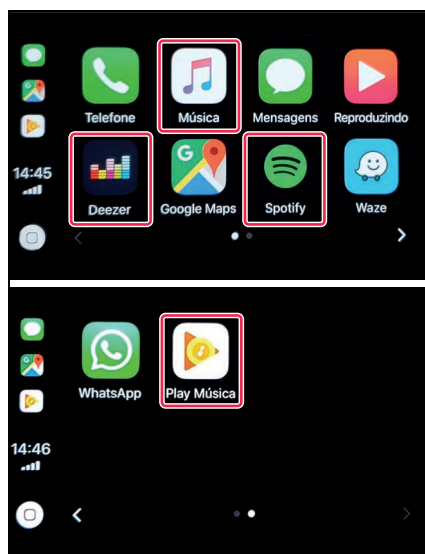 Telefone Música Mensagens Reproduzindo
14:45
Deezer Google Maps Spotify Waze
G
WhatsApp Play Música
14:46